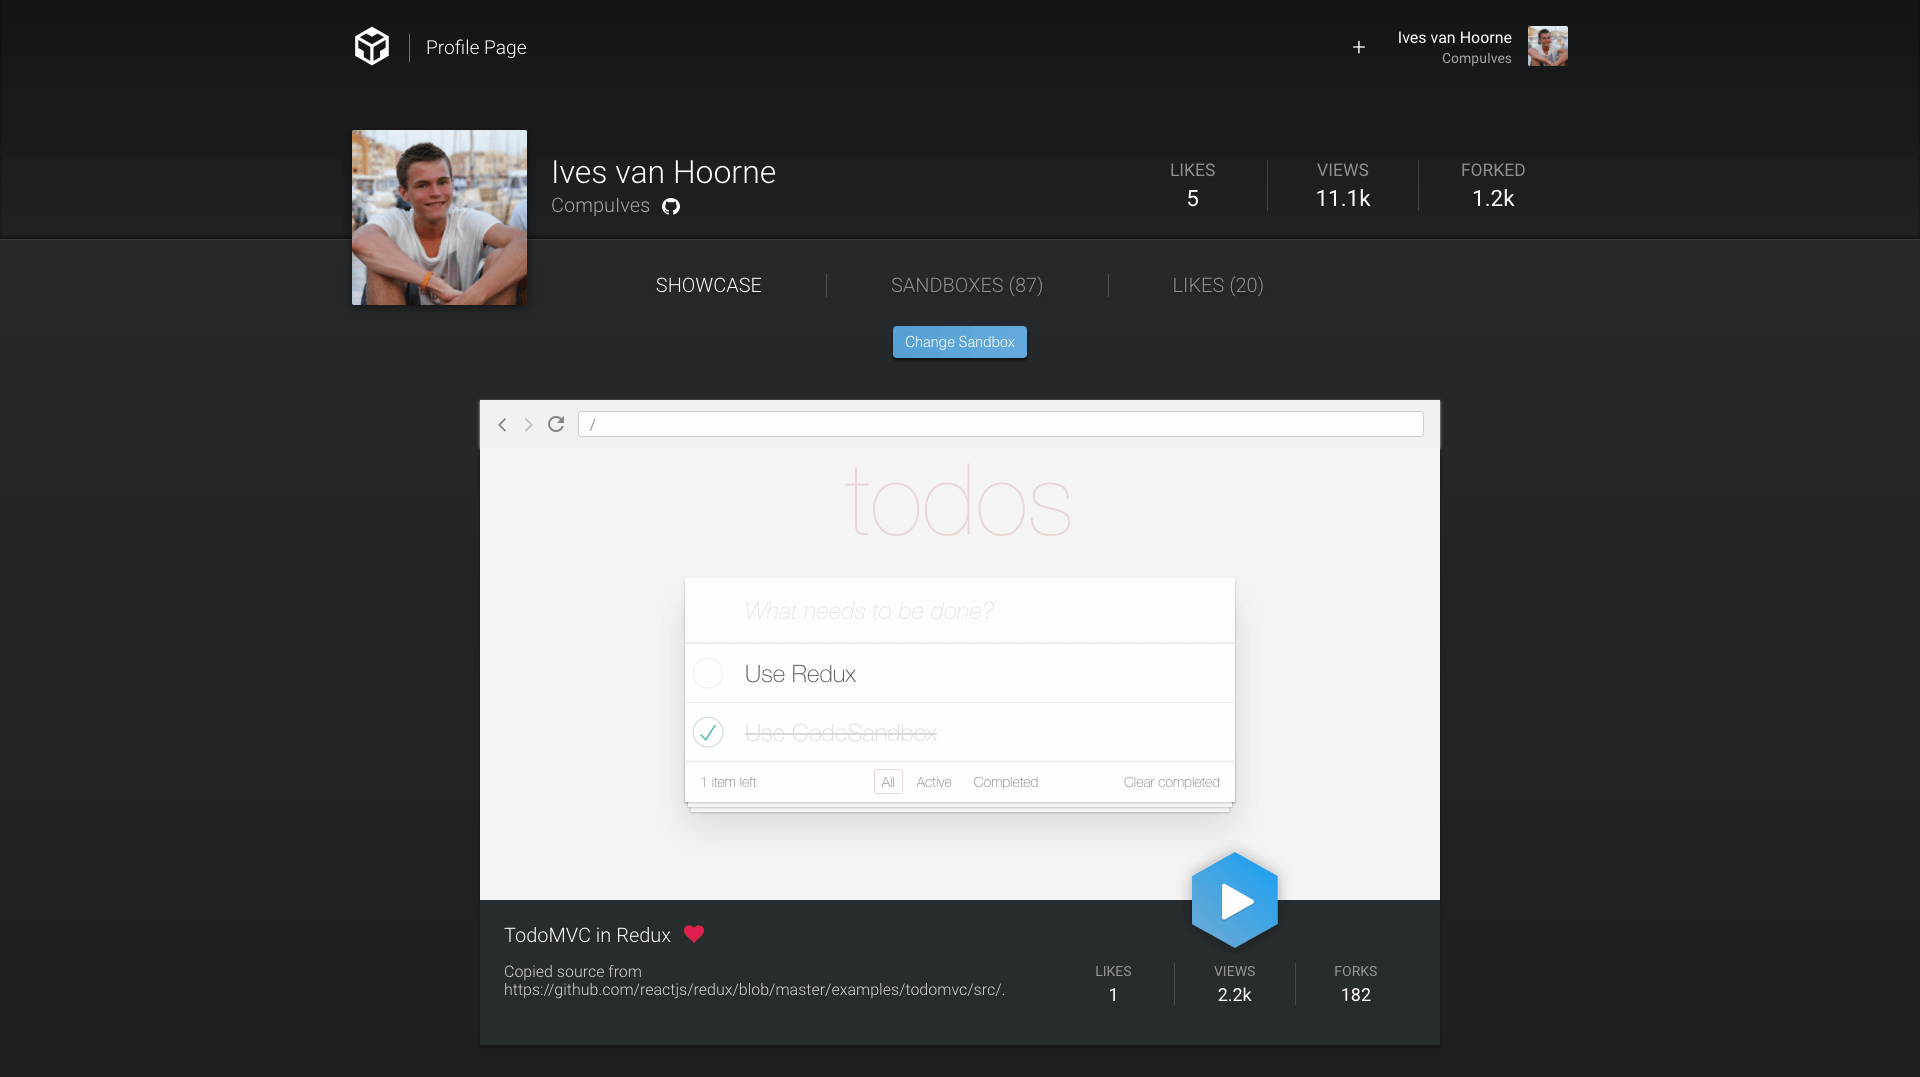 Profile Page
+
Ives van Hoorne
Compulves
Ives van Hoorne
Compulves
LIKES
5
VIEWS
11.1k
FORKED
1.2k
SHOWCASE
SANDBOXES (87)
LIKES (20)
Change Sandbox
/
todos
What needs to be done?
Use Redux
Use CodeSandbox
1 item left
All
Active
Completed
Clear completed
TodoMVC in Redux
Copied source from
https://github.com/reactjs/redux/blob/master/examples/todomvc/src/.
LIKES
1
VIEWS
2.2k
FORKS
182